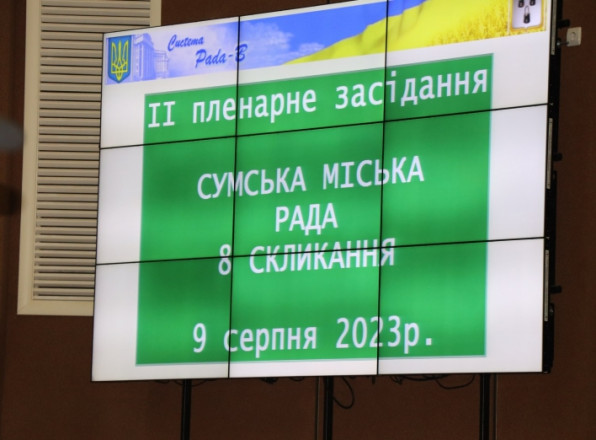 Система
Рада-В
ІІ пленарне засідання
СУМСЬКА МІСЬКА
РАДА
8 СКЛИКАННЯ
9 серпня 2023р.